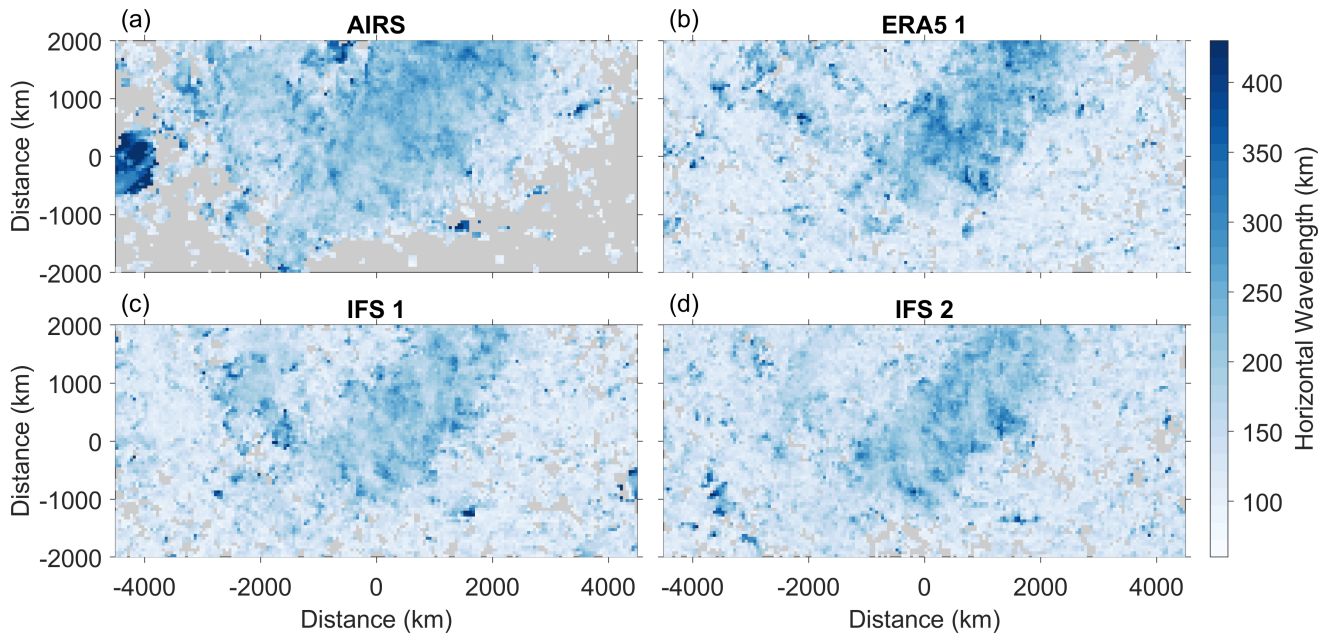 (a) AIRS
(b) ERA5 1
2000
1000
0
-1000
-2000
Distance (km)
(c) IFS 1
(d) IFS 2
2000
1000
0
-1000
-2000
Distance (km)
-4000 -2000 0 2000 4000
-4000 -2000 0 2000 4000
Distance (km)
Distance (km)
400
350
300
250
200
150
100
Horizontal Wavelength (km)